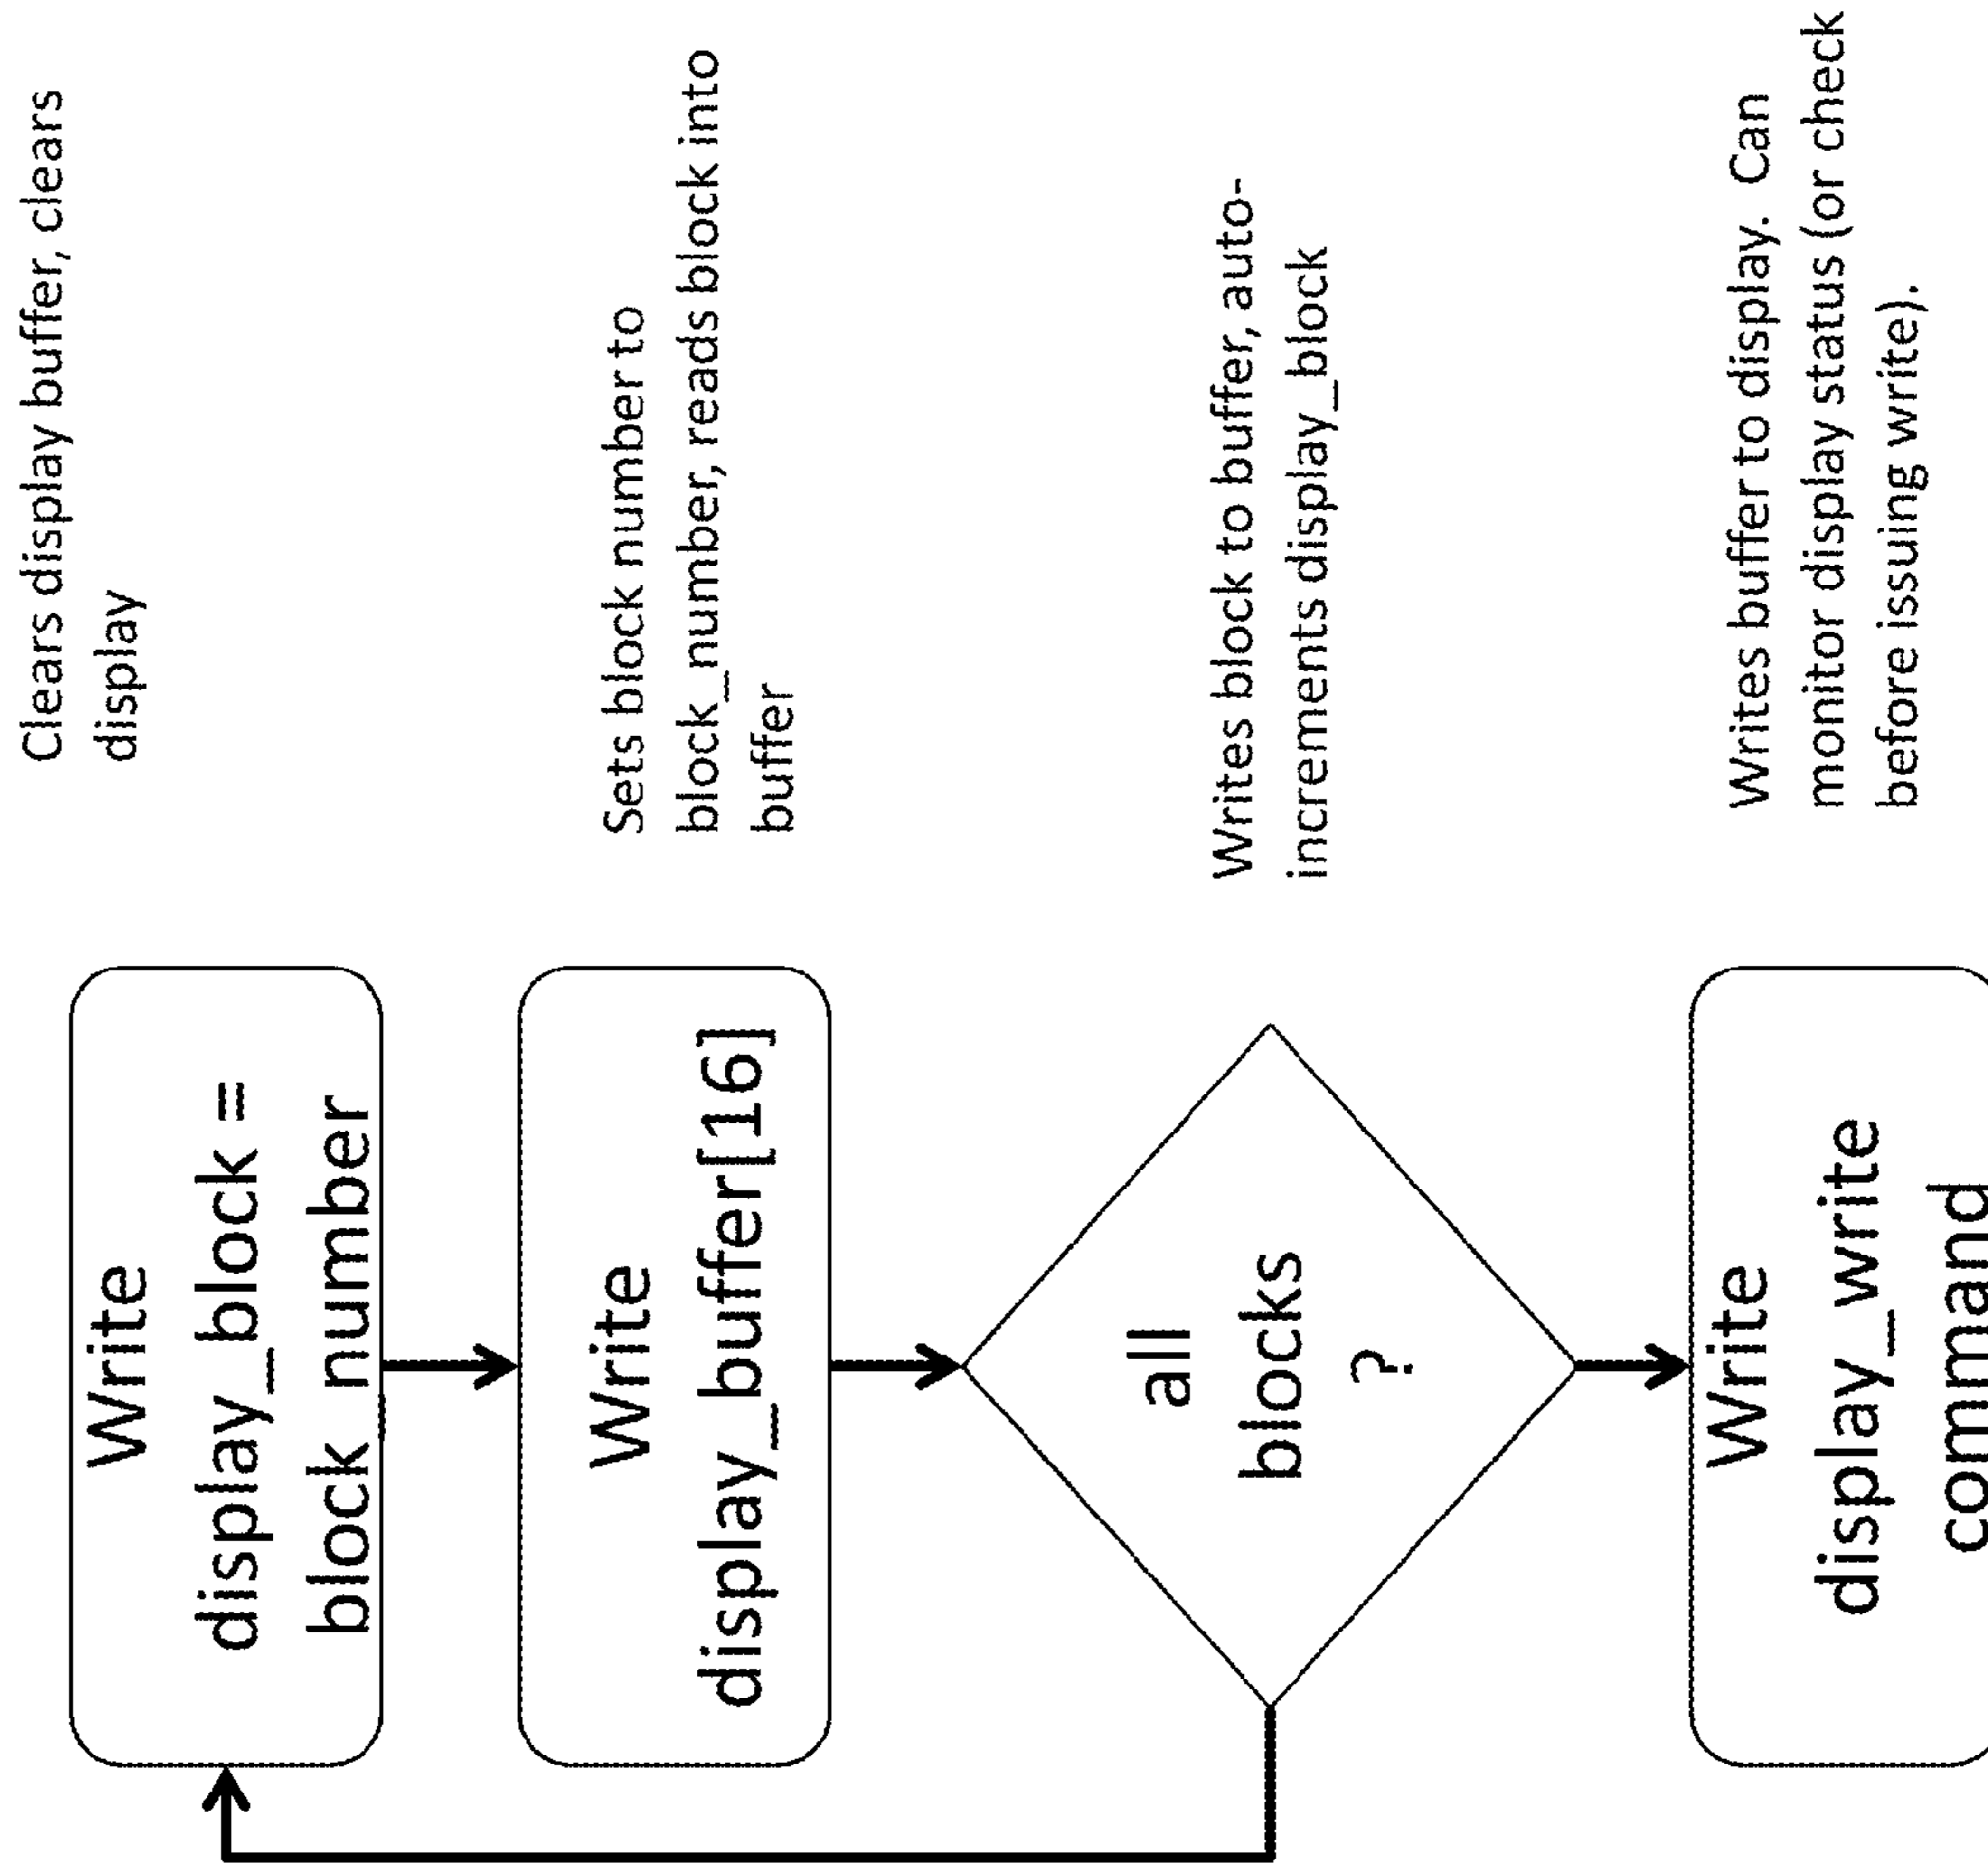 Clears display buffer, clears
display
Write
display_block =
block_number
Sets block number to
block_number, reads block into
buffer
Write
display_buffer[16]
Writes block to buffer, auto-
increments display_block
all
blocks
?
Writes buffer to display.  Can
monitor display status (or check
before issuing write).
Write
display_write
command